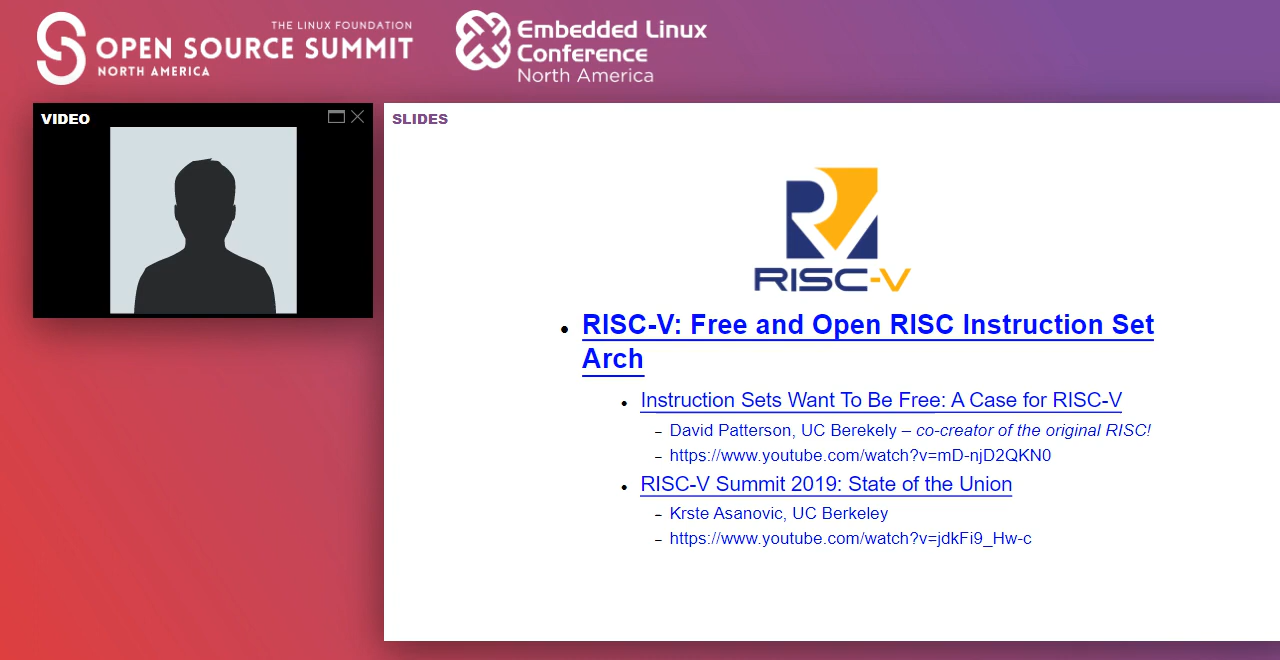 THE LINUX FOUNDATION
OPEN SOURCE SUMMIT
NORTH AMERICA
Embedded Linux
Conference
North America
VIDEO
SLIDES
RISC-V
• RISC-V: Free and Open RISC Instruction Set
Arch
• Instruction Sets Want To Be Free: A Case for RISC-V
– David Patterson, UC Berekely – co-creator of the original RISC!
– https://www.youtube.com/watch?v=mD-njD2QKN0
• RISC-V Summit 2019: State of the Union
– Krste Asanovic, UC Berkeley
– https://www.youtube.com/watch?v=jdkFi9_Hw-c